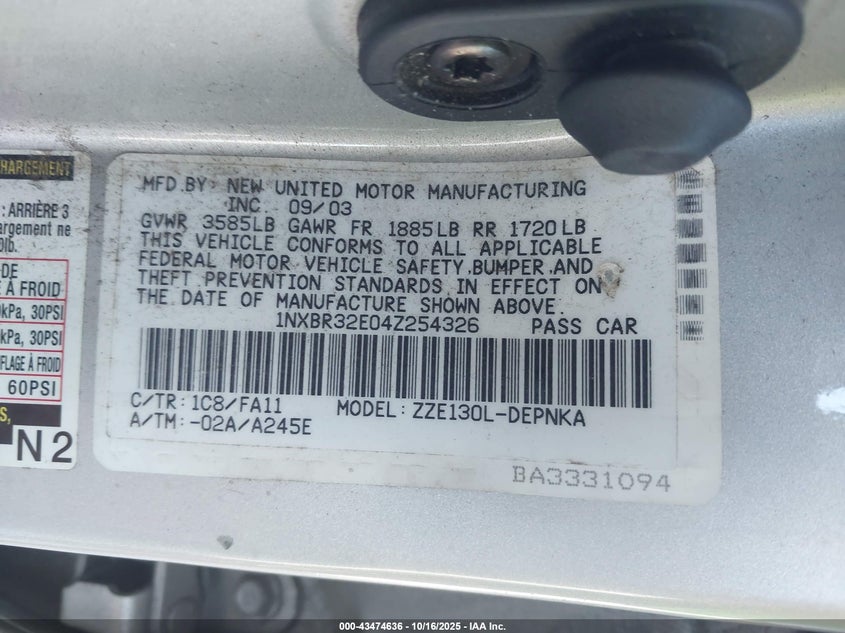 HARGEMENT
: ARRIÈRE 3
hargement ne
DE
À FROID
kPa, 30PSI
kPa, 30PSI
FLAGE À FROID
60PSI
S,
N2
MFD.BY: NEW UNITED MOTOR MANUFACTURING
INC. 09/03
GVWR 3585LB GAWR FR 1885LB RR 1720LB
THIS VEHICLE CONFORMS TO ALL APPLICABLE
FEDERAL MOTOR VEHICLE SAFETY,BUMPER,AND
THEFT PREVENTION STANDARDS IN EFFECT ON
THE DATE OF MANUFACTURE SHOWN ABOVE.
1NXBR32E04Z254326 PASS CAR
C/TR:1C8/FA11 MODEL:ZZE130L-DEPNKA
A/TM:-02A/A245E
BA3331094
000-43474636 - 10/16/2025 - IAA Inc.